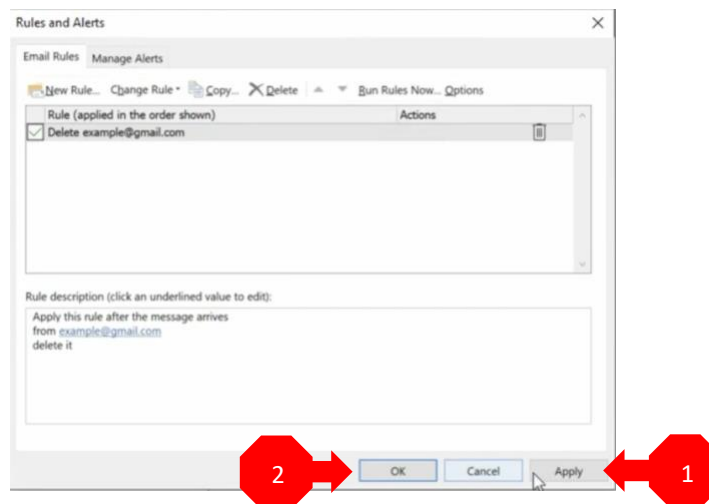 Rules and Alerts
Email Rules Manage Alerts
New Rule... Change Rule Copy... Delete Run Rules Now... Options
Rule (applied in the order shown) Actions
Delete example@gmail.com
Rule description (click an underlined value to edit):
Apply this rule after the message arrives
from example@gmail.com
delete it
2 OK Cancel Apply 1